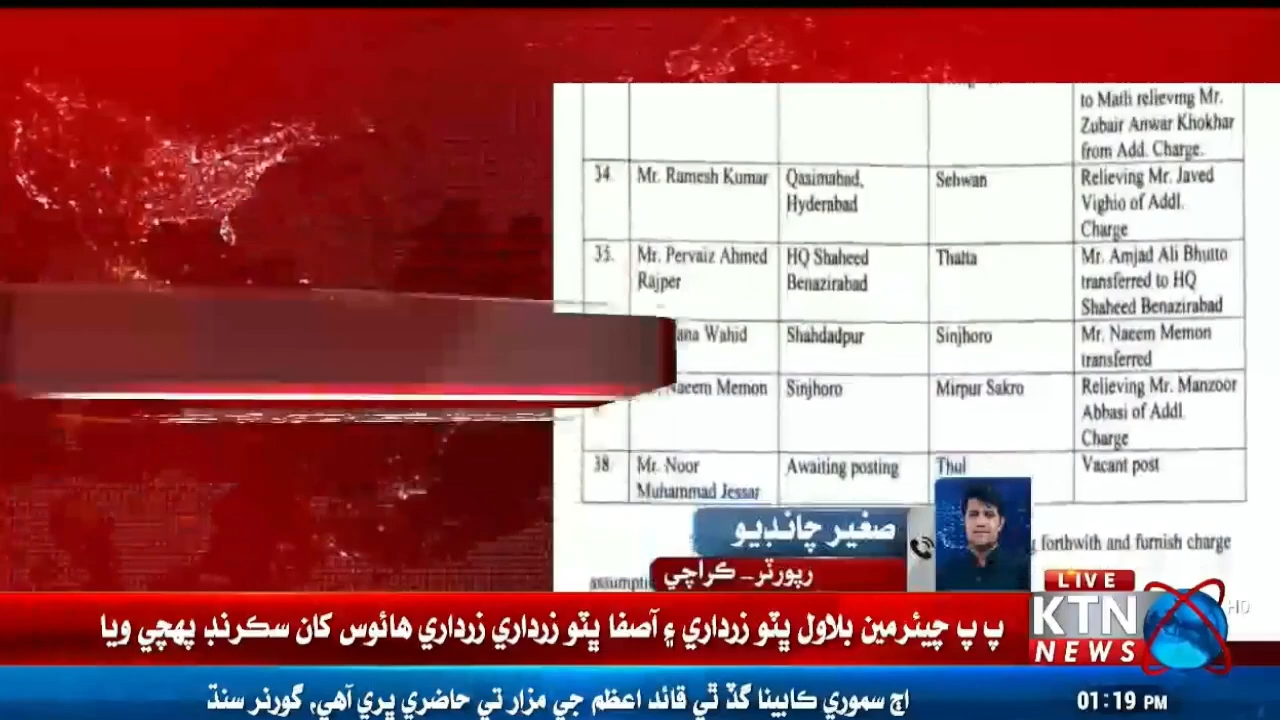 to Matli relieving Mr.
Zubair Anwar Khokhar
from Add. Charge.
34. Mr. Ramesh Kumar Qasimabad, Sehwan Relieving Mr. Javed
Hyderabad Vighio of Addl.
Charge
35. Mr. Pervaiz Ahmed HQ Shaheed Thatta Mr. Amjad Ali Bhutto
Rajper Benazirabad transferred to HQ
Shaheed Benazirabad
Wahid Shahdadpur Sinjhoro Mr. Naeem Memon
transferred
Naeem Memon Sinjhoro Mirpur Sakro Relieving Mr. Manzoor
Abbasi of Addl.
Charge
38. Mr. Noor Awaiting posting Thul Vacant post
Muhammad Jessar
صغير چانڊيو
forthwith and furnish charge
رپورٽر - ڪراچي
LIVE
KTN
NEWS
HD
پ پ چيئرمين بلاول ڀٽو زرداري ۽ آصفا ڀٽو زرداري زرداري هائوس کان سڪرنڊ پهچي ويا
اڄ سموري ڪابينا گڏ ٿي قائد اعظم جي مزار تي حاضري ڀري آهي، گورنر سنڌ
01:19 PM